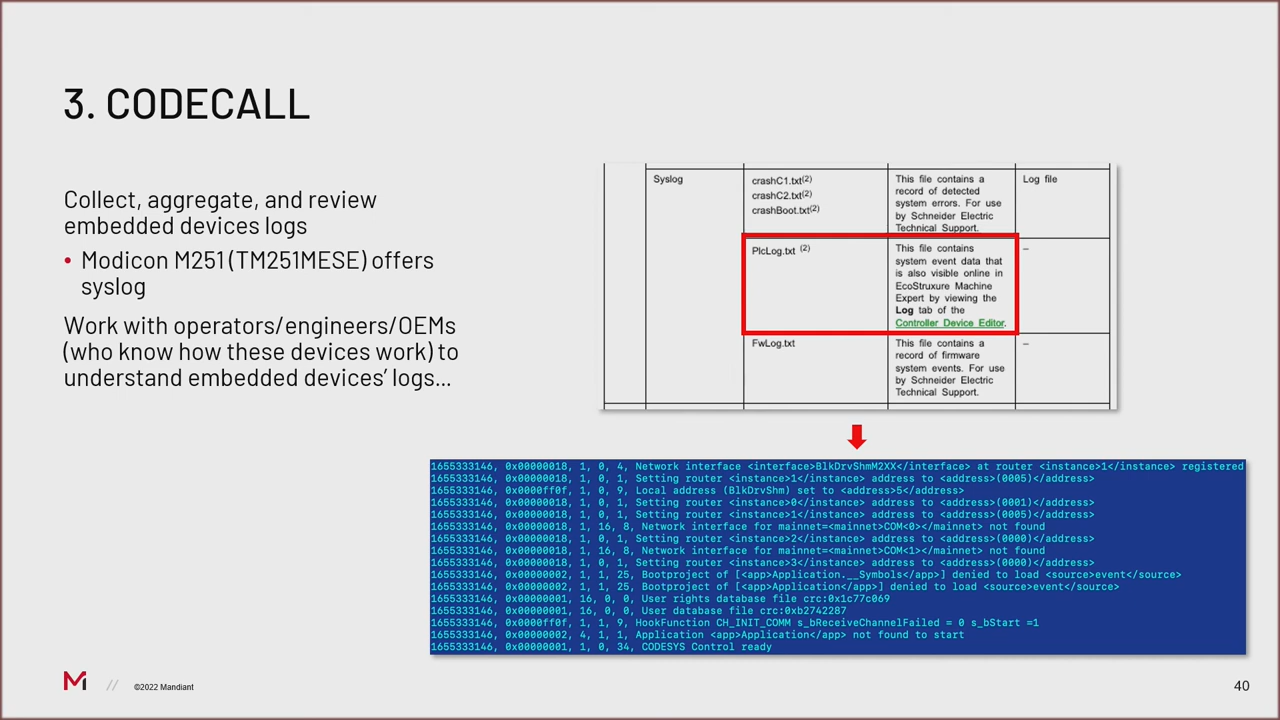 3. CODECALL
Collect, aggregate, and review
embedded devices logs
• Modicon M251 (TM251MESE) offers
syslog
Work with operators/engineers/OEMs
(who know how these devices work) to
understand embedded devices' logs...
Syslog
crashC1.txt(2)
crashC2.txt(2)
crashBoot.txt(2)
This file contains a
record of detected
system errors. For use
by Schneider Electric
Technical Support.
Log file
PlcLog.txt (2)
This file contains
system event data that
is also visible online in
EcoStruxure Machine
Expert by viewing the
Log tab of the
Controller Device Editor.
–
FwLog.txt
This file contains a
record of firmware
system events. For use
by Schneider Electric
Technical Support.
–
1655333146, 0x00000018, 1, 0, 4, Network interface <interface>BlkDrvShmM2XX</interface> at router <instance>1</instance> registered
1655333146, 0x00000018, 1, 0, 1, Setting router <instance>1</instance> address to <address>(0005)</address>
1655333146, 0x0000ff0f, 1, 0, 9, Local address (BlkDrvShm) set to <address>5</address>
1655333146, 0x00000018, 1, 0, 1, Setting router <instance>0</instance> address to <address>(0001)</address>
1655333146, 0x00000018, 1, 0, 1, Setting router <instance>1</instance> address to <address>(0005)</address>
1655333146, 0x00000018, 1, 16, 8, Network interface for mainnet=<mainnet>COM<0></mainnet> not found
1655333146, 0x00000018, 1, 0, 1, Setting router <instance>2</instance> address to <address>(0000)</address>
1655333146, 0x00000018, 1, 16, 8, Network interface for mainnet=<mainnet>COM<1></mainnet> not found
1655333146, 0x00000018, 1, 0, 1, Setting router <instance>3</instance> address to <address>(0000)</address>
1655333146, 0x00000002, 1, 1, 25, Bootproject of [<app>Application.__Symbols</app>] denied to load <source>event</source>
1655333146, 0x00000002, 1, 1, 25, Bootproject of [<app>Application</app>] denied to load <source>event</source>
1655333146, 0x00000001, 16, 0, 0, User rights database file crc:0x1c77c069
1655333146, 0x00000001, 16, 0, 0, User database file crc:0xb2742287
1655333146, 0x0000ff0f, 1, 1, 9, HookFunction CH_INIT_COMM s_bReceiveChannelFailed = 0 s_bStart =1
1655333146, 0x00000002, 4, 1, 1, Application <app>Application</app> not found to start
1655333146, 0x00000001, 1, 0, 34, CODESYS Control ready
M // ©2022 Mandiant
40